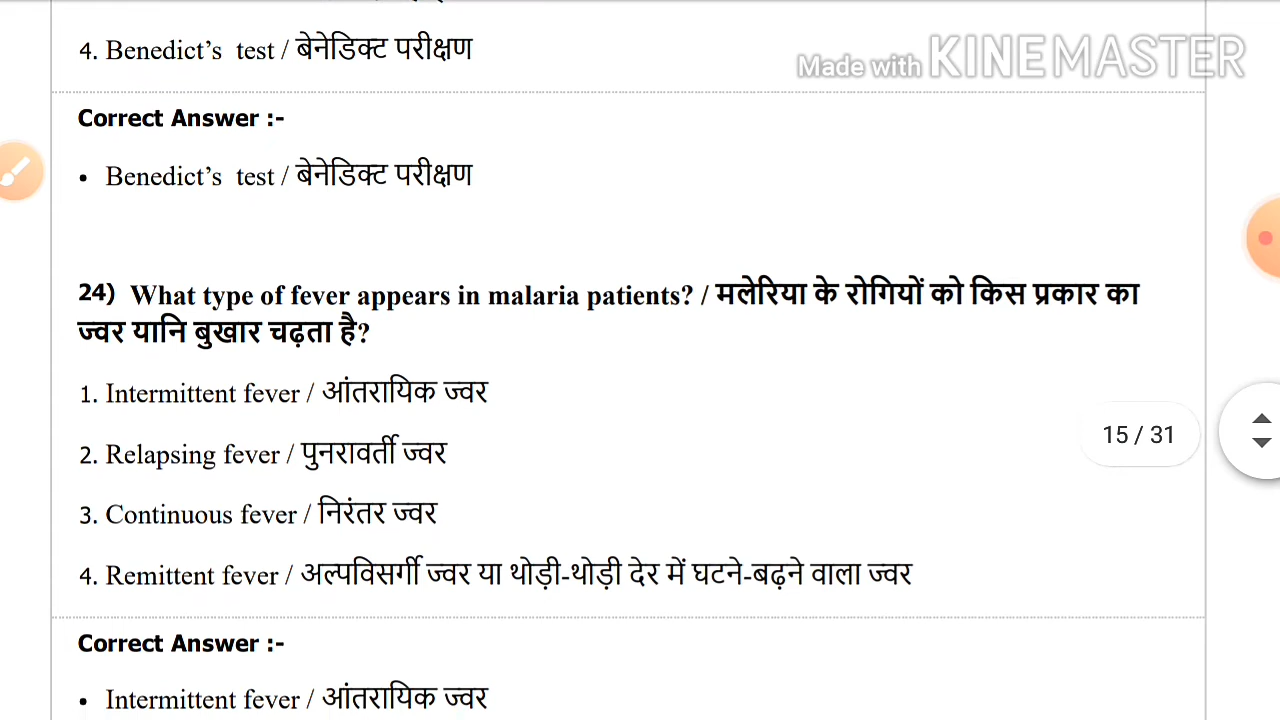 4. Benedict's  test / बेनेडिक्ट परीक्षण
Made with KINEMASTER
Correct Answer :-
• Benedict's  test / बेनेडिक्ट परीक्षण
24) What type of fever appears in malaria patients? / मलेरिया के रोगियों को किस प्रकार का
ज्वर यानि बुखार चढ़ता है?
1. Intermittent fever / आंतरायिक ज्वर
2. Relapsing fever / पुनरावर्ती ज्वर
15 / 31
3. Continuous fever / निरंतर ज्वर
4. Remittent fever / अल्पविसर्गी ज्वर या थोड़ी-थोड़ी देर में घटने-बढ़ने वाला ज्वर
Correct Answer :-
• Intermittent fever / आंतरायिक ज्वर